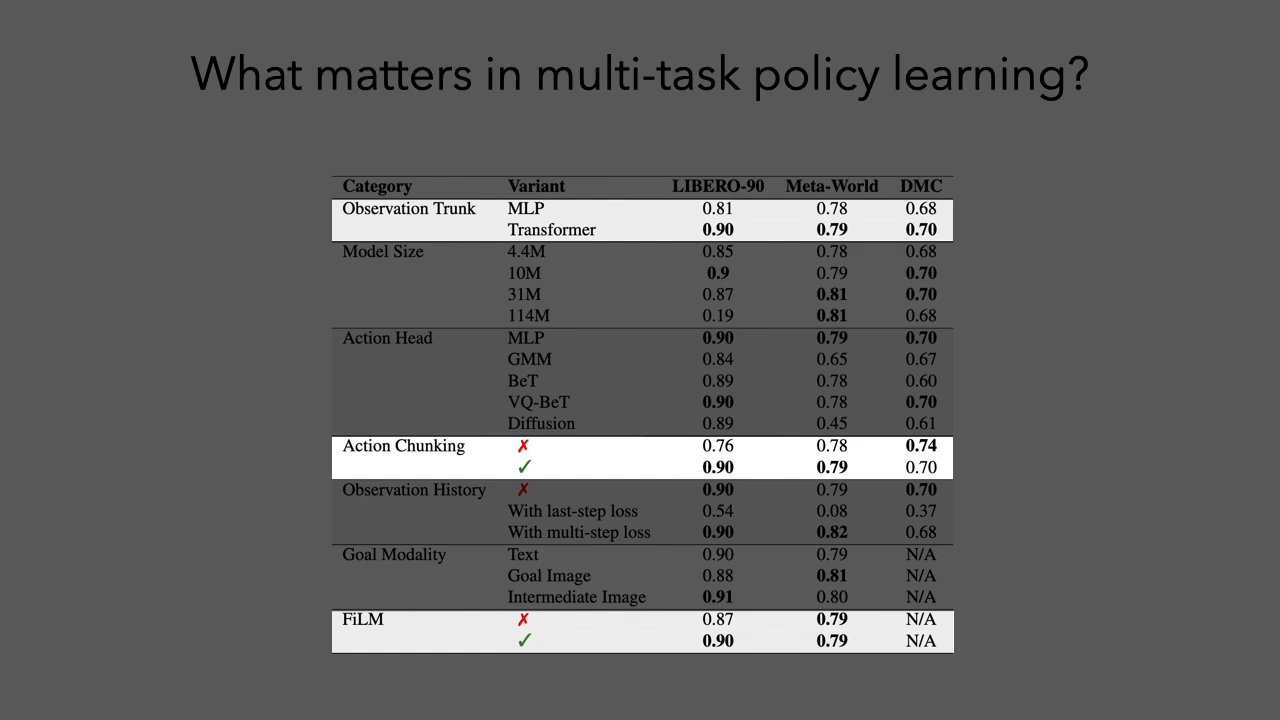 What matters in multi-task policy learning?
Category Variant LIBERO-90 Meta-World DMC
Observation Trunk MLP 0.81 0.78 0.68
Transformer 0.90 0.79 0.70
Model Size 4.4M 0.85 0.78 0.68
10M 0.9 0.79 0.70
31M 0.87 0.81 0.70
114M 0.19 0.81 0.68
Action Head MLP 0.90 0.79 0.70
GMM 0.84 0.65 0.67
BeT 0.89 0.78 0.60
VQ-BeT 0.90 0.78 0.70
Diffusion 0.89 0.45 0.61
Action Chunking ✗ 0.76 0.78 0.74
✓ 0.90 0.79 0.70
Observation History ✗ 0.90 0.79 0.70
With last-step loss 0.54 0.08 0.37
With multi-step loss 0.90 0.82 0.68
Goal Modality Text 0.90 0.79 N/A
Goal Image 0.88 0.81 N/A
Intermediate Image 0.91 0.80 N/A
FiLM ✗ 0.87 0.79 N/A
✓ 0.90 0.79 N/A